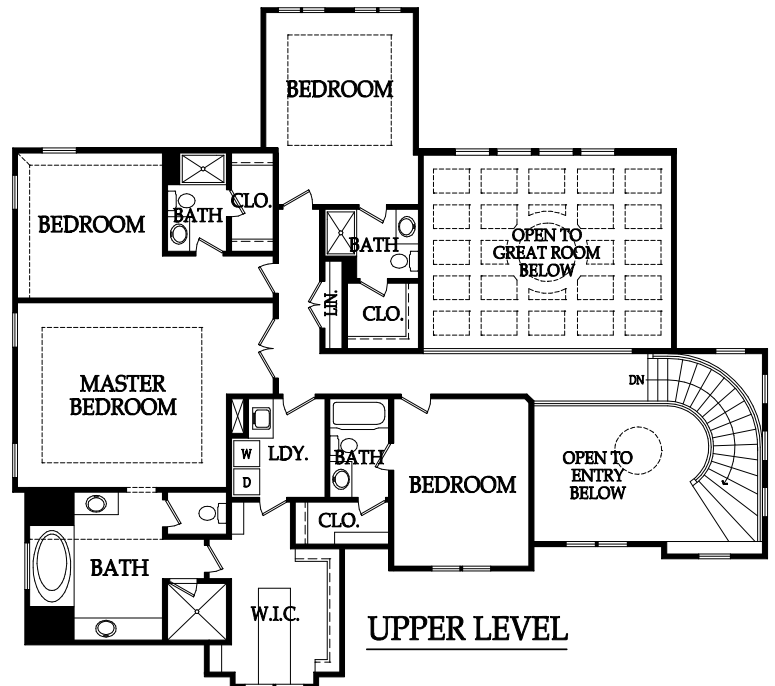 BEDROOM
BEDROOM
BATH
CLO.
BATH
OPEN TO
GREAT ROOM
BELOW
LIN.
CLO.
MASTER
BEDROOM
DN
W
D
LDY.
BATH
BEDROOM
OPEN TO
ENTRY
BELOW
CLO.
BATH
W.I.C.
UPPER LEVEL